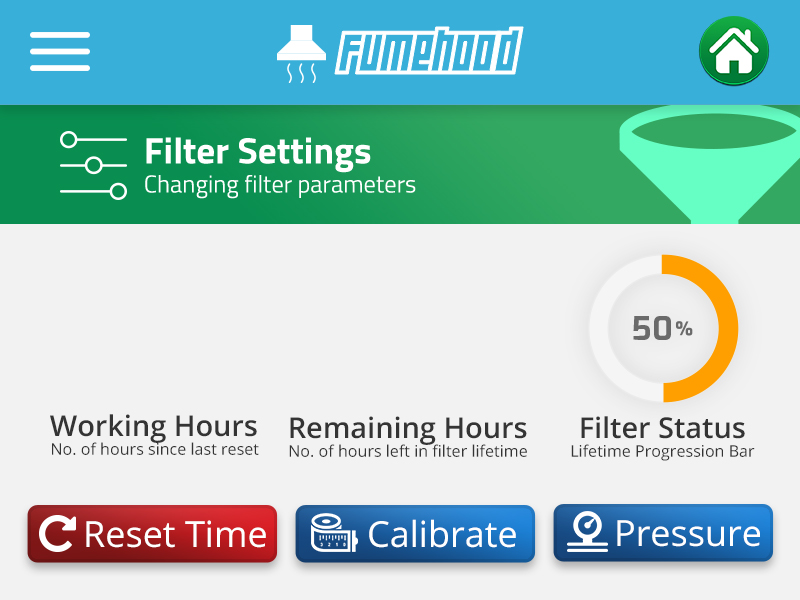 Fumehood
Filter Settings
Changing filter parameters
50%
Working Hours
No. of hours since last reset
Remaining Hours
No. of hours left in filter lifetime
Filter Status
Lifetime Progression Bar
Reset Time
Calibrate
Pressure